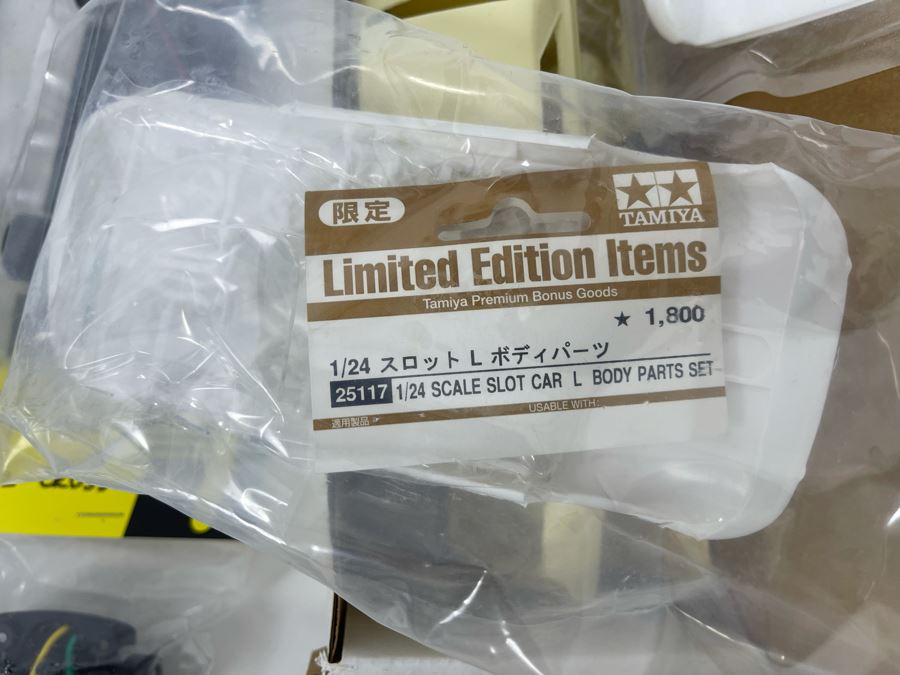 限定
TAMIYA
Limited Edition Items
Tamiya Premium Bonus Goods
★ 1,800
1/24 スロット L ボディパーツ
25117 1/24 SCALE SLOT CAR L BODY PARTS SET
適用製品
USABLE WITH: